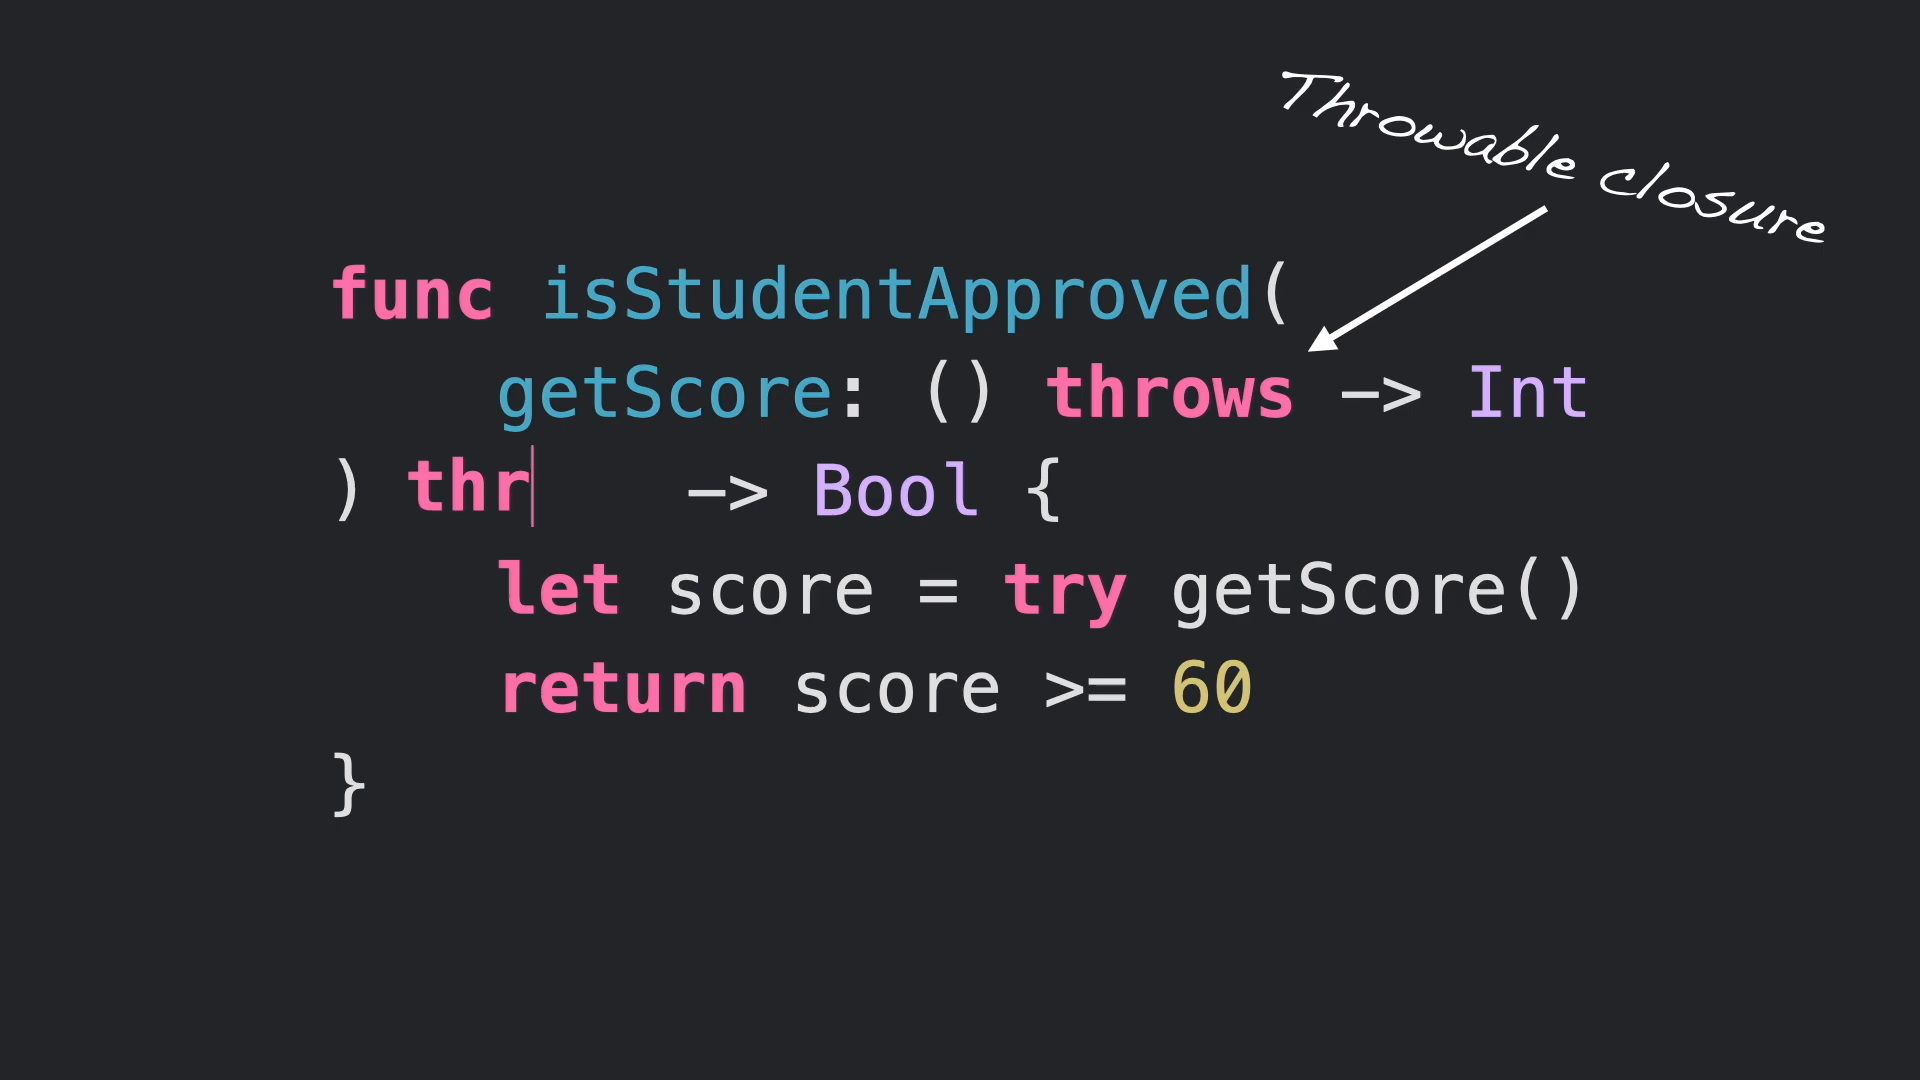 Throwable closure
func isStudentApproved(
getScore: () throws -> Int
) thr -> Bool {
let score = try getScore()
return score >= 60
}